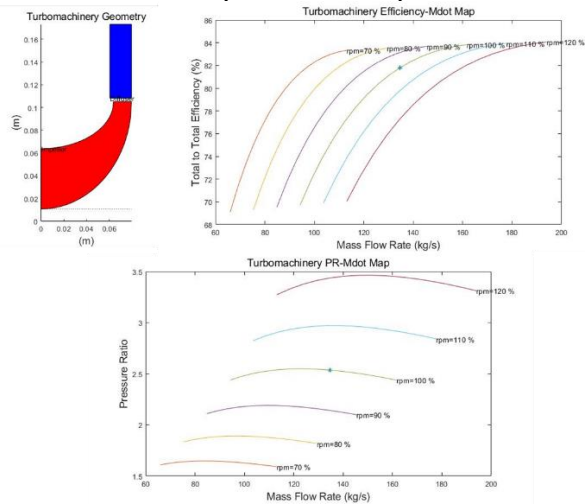 Turbomachinery Geometry
0.16
0.14
0.12
0.1
0.08
0.06
0.04
0.02
0
(m)
0 0.02 0.04 0.06
(m)
Turbomachinery Efficiency-Mdot Map
86
84
82
80
78
76
74
72
70
68
Total to Total Efficiency (%)
rpm=70 %
rpm=80 %
rpm=90 %
rpm=100 %
rpm=110 %
rpm=120 %
60 80 100 120 140 160 180 200
Mass Flow Rate (kg/s)
Turbomachinery PR-Mdot Map
3.5
3
2.5
2
1.5
Pressure Ratio
rpm=120 %
rpm=110 %
rpm=100 %
rpm=90 %
rpm=80 %
rpm=70 %
60 80 100 120 140 160 180 200
Mass Flow Rate (kg/s)